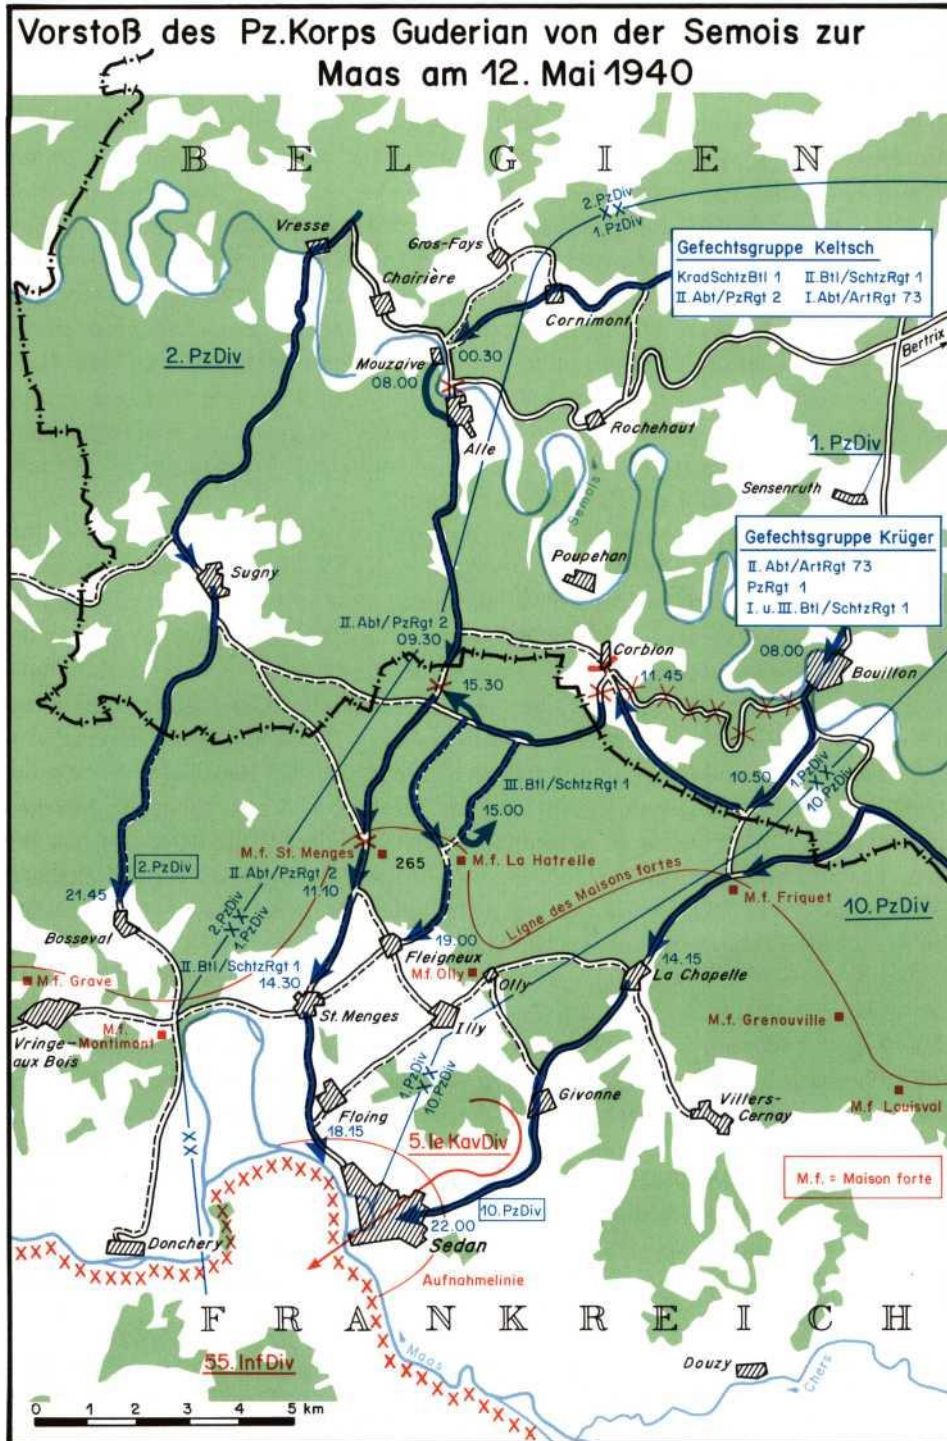 Vorstoß des Pz.Korps Guderian von der Semois zur
Maas am 12. Mai 1940
BELGIEN
2.PzDiv
XX
1.PzDiv
Vresse
Gros-Fays
Chairière
Gefechtsgruppe Keltsch
KradSchtzBtl 1 II.Btl/SchtzRgt 1
II.Abt/PzRgt 2 I.Abt/ArtRgt 73
Cornimont
Bertrix
2. PzDiv
Mouzaive
00.30
08.00
Rochehaut
Alle
1. PzDiv
Sensenruth
Semois
Gefechtsgruppe Krüger
II. Abt/ArtRgt 73
PzRgt 1
I. u. III. Btl/SchtzRgt 1
Poupehan
Sugny
II. Abt/PzRgt 2
09.30
Corbion
08.00
11.45
Bouillon
15.30
10.50
1.PzDiv
XX
10.PzDiv
III. Btl/SchtzRgt 1
15.00
M.f. St. Menges
265
M.f. La Hatrelle
2.PzDiv
II. Abt/PzRgt 2
11.10
Ligne des Maisons fortes
M.f. Friquet
21.45
2.PzDiv
XX
1.PzDiv
10. PzDiv
Bosseval
19.00
Fleigneux
14.15
La Chapelle
II. Btl/SchtzRgt 1
14.30
M.f. Olly
Olly
M.f. Grave
St. Menges
Illy
M.f. Grenouville
Vringe-
aux Bois
M.f.
Montimont
1.PzDiv
XX
10.PzDiv
Givonne
Villers-
Cernay
M.f. Louisval
Floing
18.15
5. le KavDiv
XX
M.f. = Maison forte
10.PzDiv
22.00
Sedan
Donchery
Aufnahmelinie
FRANKREICH
55. InfDiv
Maas
Douzy
Chers
0 1 2 3 4 5 km